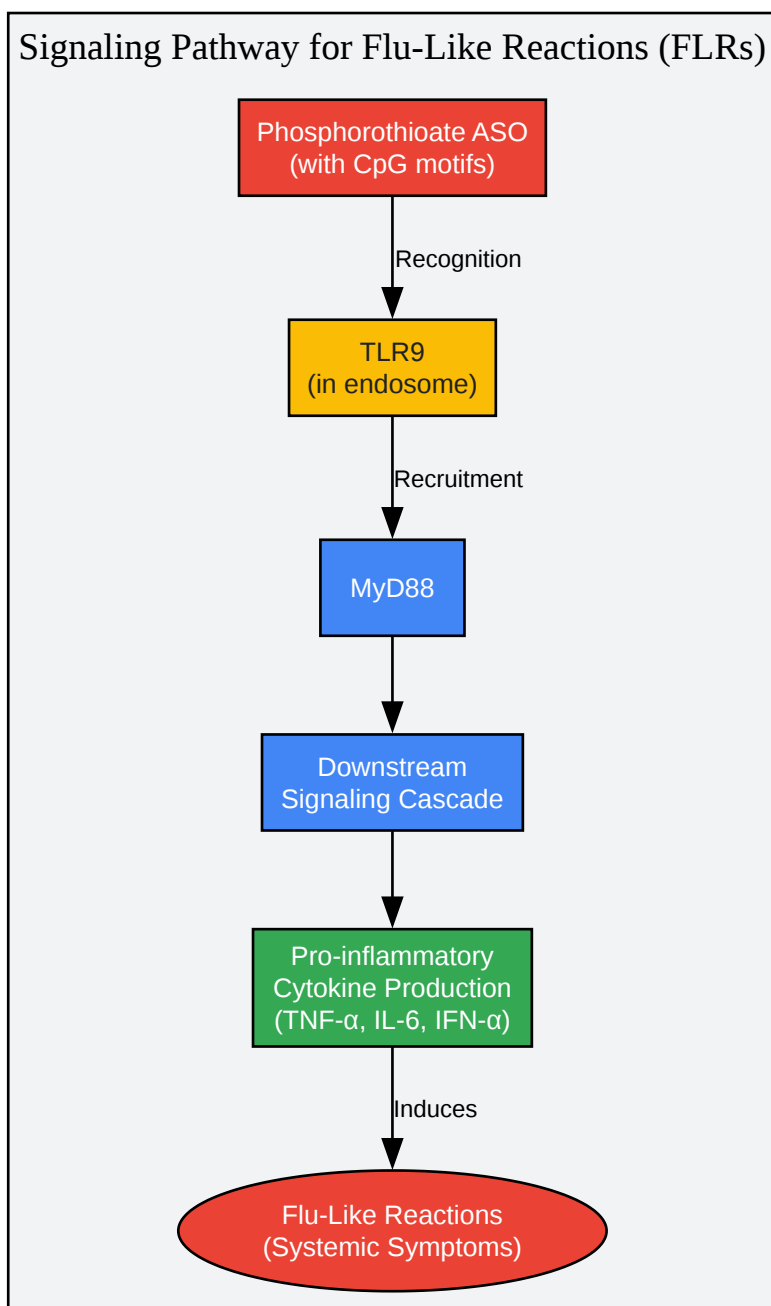 Signaling Pathway for Flu-Like Reactions (FLRs)
Phosphorothioate ASO
(with CpG motifs)
Recognition
TLR9
(in endosome)
Recruitment
MyD88
Downstream
Signaling Cascade
Pro-inflammatory
Cytokine Production
(TNF-α, IL-6, IFN-α)
Induces
Flu-Like Reactions
(Systemic Symptoms)